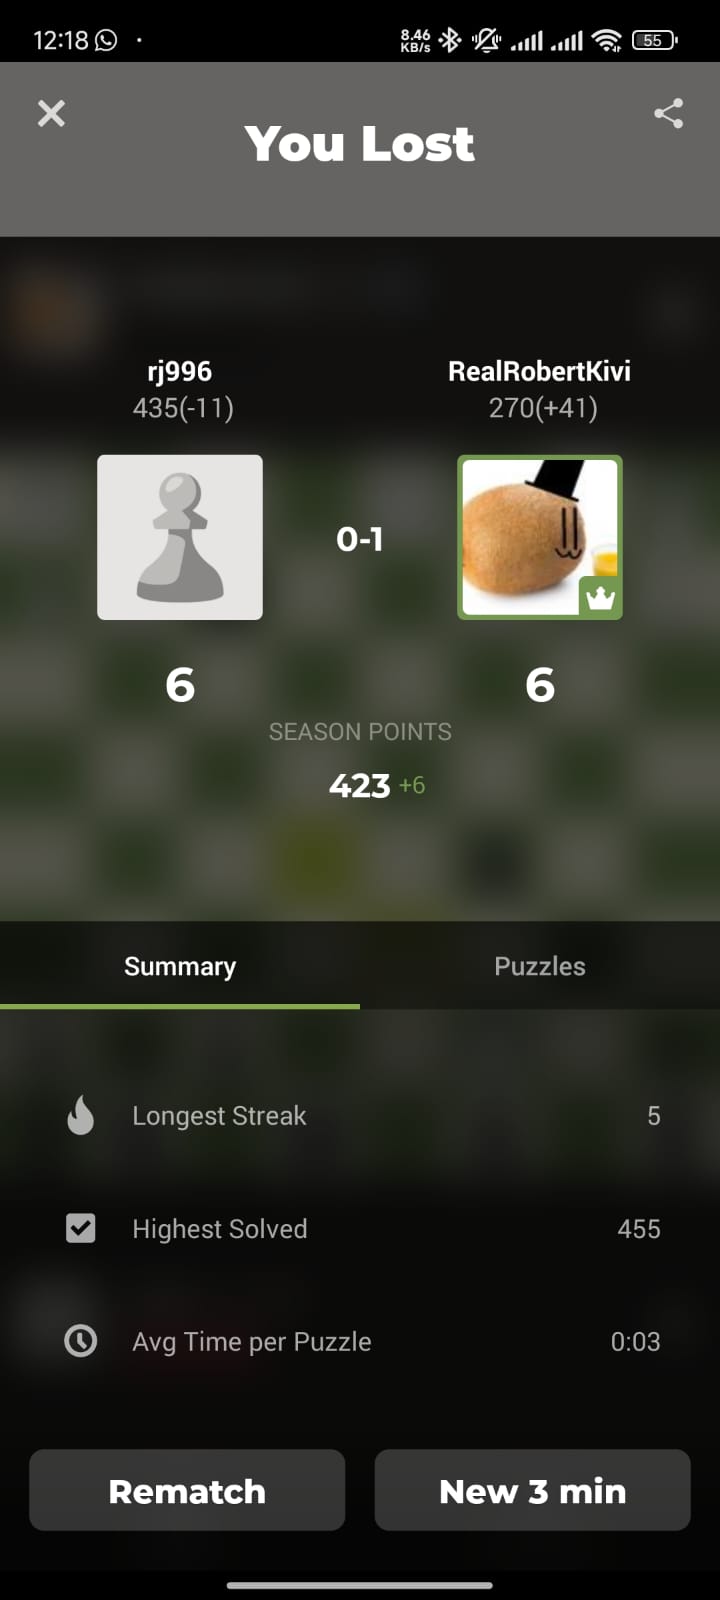 12:18
8.46
KB/s
55
You Lost
rj996
RealRobertKivi
435(-11)
270(+41)
0-1
6
6
SEASON POINTS
423 +6
Summary
Puzzles
Longest Streak
5
Highest Solved
455
Avg Time per Puzzle
0:03
Rematch
New 3 min